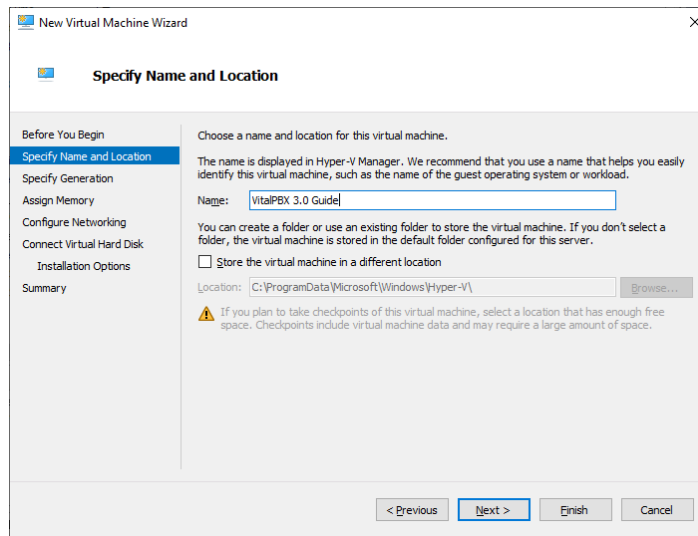 New Virtual Machine Wizard
Specify Name and Location
Before You Begin
Specify Name and Location
Specify Generation
Assign Memory
Configure Networking
Connect Virtual Hard Disk
Installation Options
Summary
Choose a name and location for this virtual machine.
The name is displayed in Hyper-V Manager. We recommend that you use a name that helps you easily
identify this virtual machine, such as the name of the guest operating system or workload.
Name: VitalPBX 3.0 Guide
You can create a folder or use an existing folder to store the virtual machine. If you don't select a
folder, the virtual machine is stored in the default folder configured for this server.
Store the virtual machine in a different location
Location: C:\ProgramData\Microsoft\Windows\Hyper-V\ Browse...
If you plan to take checkpoints of this virtual machine, select a location that has enough free
space. Checkpoints include virtual machine data and may require a large amount of space.
< Previous Next > Finish Cancel